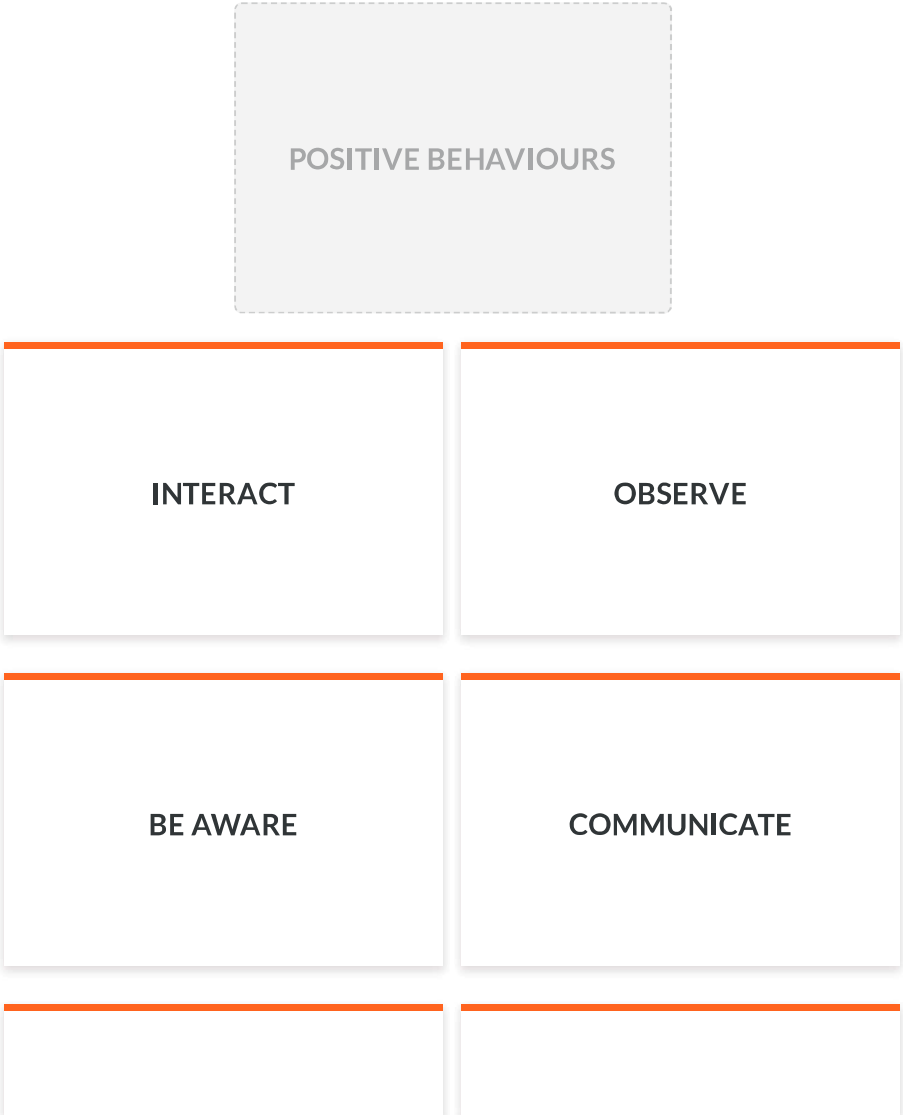 POSITIVE BEHAVIOURS
INTERACT
OBSERVE
BE AWARE
COMMUNICATE